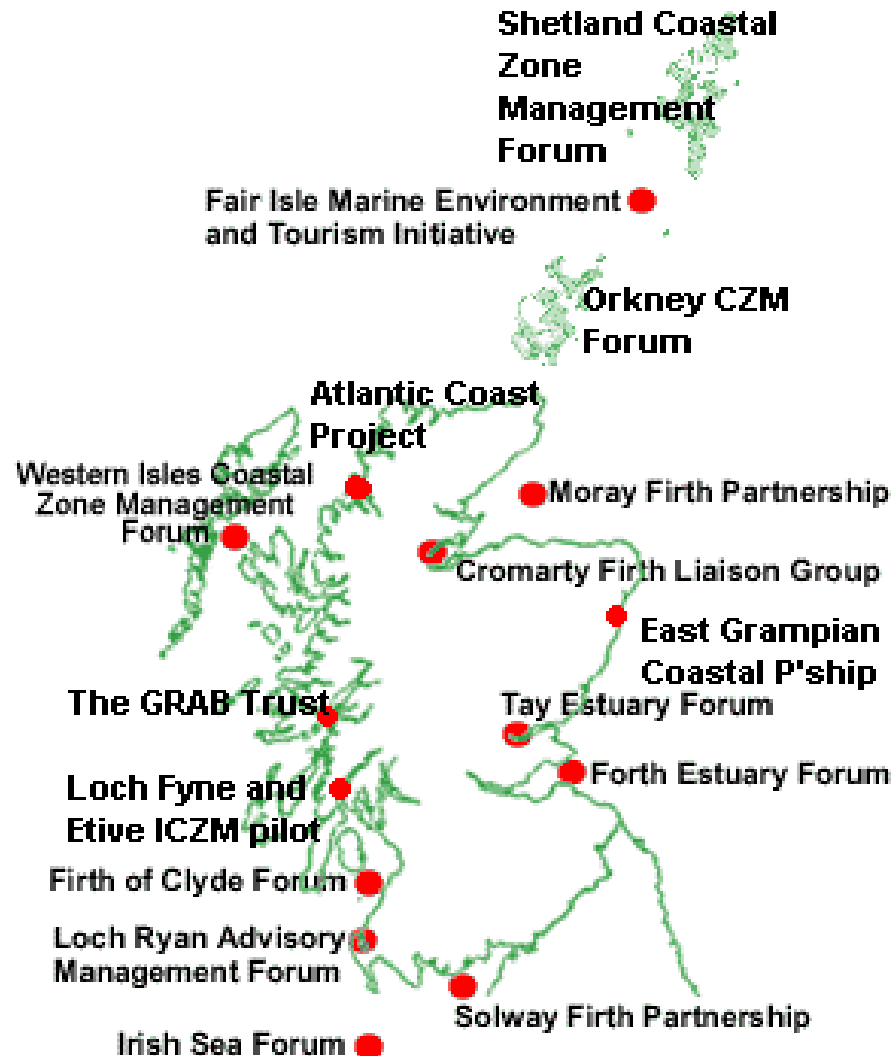 Shetland Coastal
Zone
Management
Forum
Fair Isle Marine Environment
and Tourism Initiative
Orkney CZM
Forum
Atlantic Coast
Project
Western Isles Coastal
Zone Management
Forum
Moray Firth Partnership
Cromarty Firth Liaison Group
East Grampian
Coastal P'ship
The GRAB Trust
Tay Estuary Forum
Forth Estuary Forum
Loch Fyne and
Etive ICZM pilot
Firth of Clyde Forum
Loch Ryan Advisory
Management Forum
Solway Firth Partnership
Irish Sea Forum